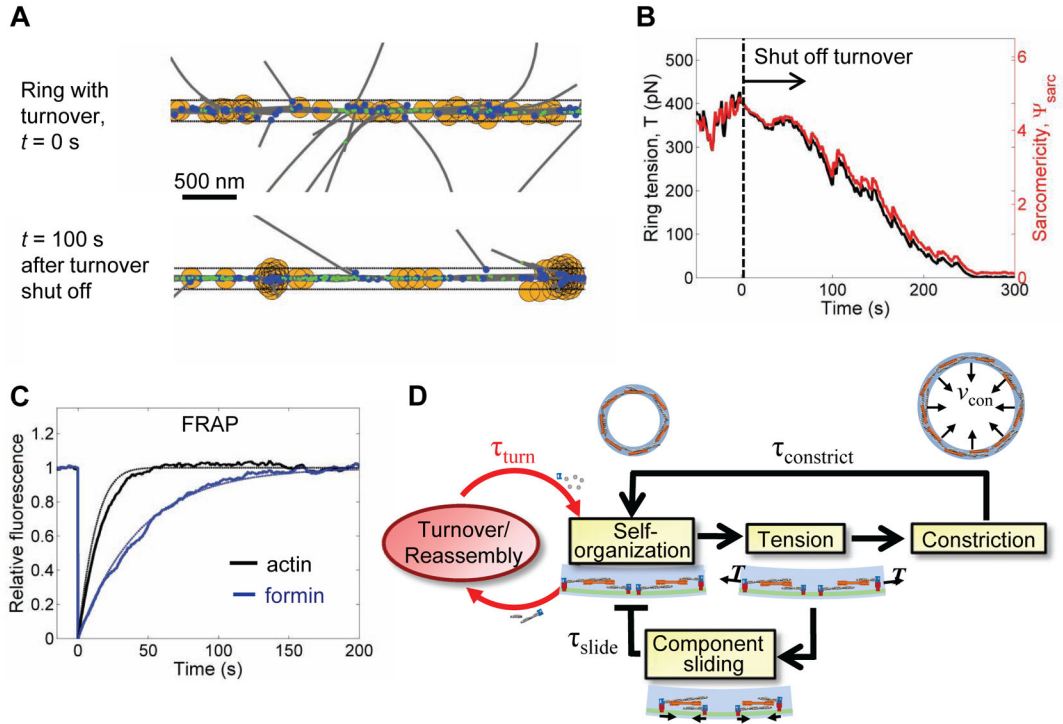 A
Ring with
turnover,
t = 0 s
500 nm
t = 100 s
after turnover
shut off
B
Shut off turnover
500
400
300
200
100
0
Ring tension, T (pN)
6
4
2
0
Sarcomericity, Ψsarc
0
100
200
300
Time (s)
C
FRAP
1.2
1
0.8
0.6
0.4
0.2
0
Relative fluorescence
actin
formin
0
50
100
150
200
Time (s)
D
vcon
τturn
τconstrict
Turnover/
Reassembly
Self-
organization
Tension
Constriction
T
T
τslide
Component
sliding